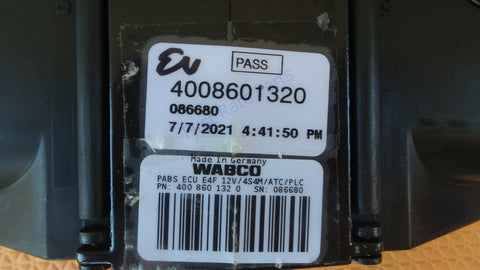 EU
PASS
4008601320
086680
7/7/2021 4:41:50 PM
Made in Germany
WABCO
PABS ECU E4F 12V/4S4M/ATC/PLC
PN: 400 860 132 0 SN: 086680